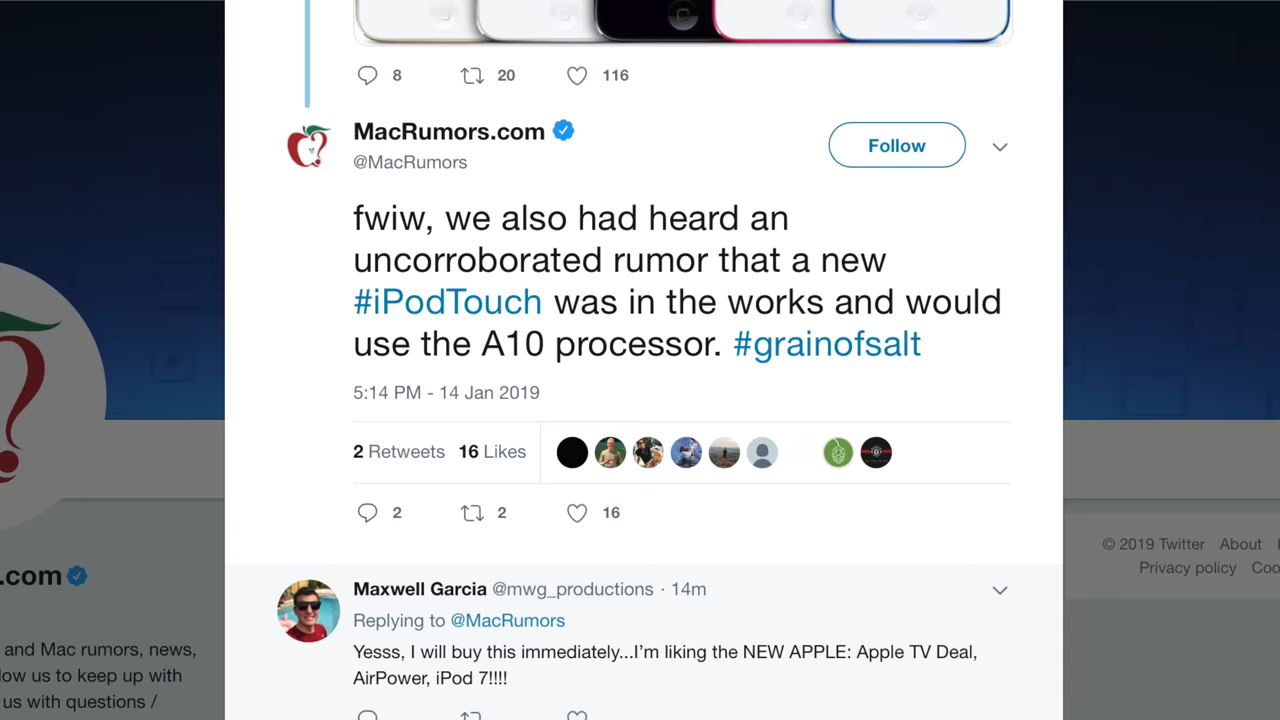 8 20 116
MacRumors.com
@MacRumors
Follow
fwiw, we also had heard an
uncorroborated rumor that a new
#iPodTouch was in the works and would
use the A10 processor. #grainofsalt
5:14 PM - 14 Jan 2019
2 Retweets 16 Likes
2 2 16
Maxwell Garcia @mwg_productions · 14m
Replying to @MacRumors
Yesss, I will buy this immediately...I'm liking the NEW APPLE: Apple TV Deal,
AirPower, iPod 7!!!!
.com
and Mac rumors, news,
low us to keep up with
us with questions /
© 2019 Twitter About
Privacy policy Coo